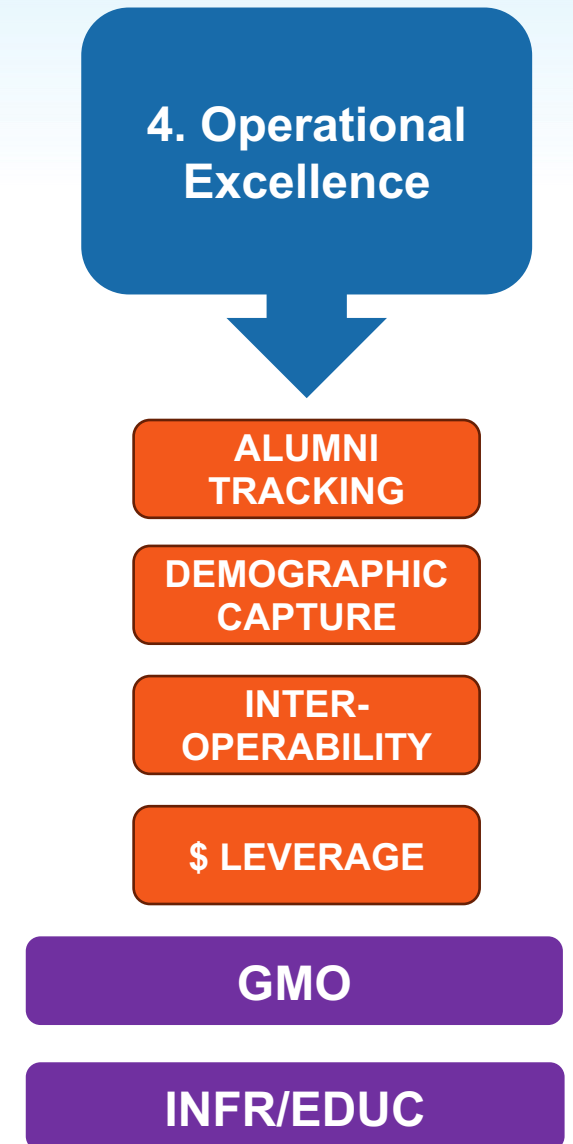 4. Operational
Excellence
ALUMNI
TRACKING
DEMOGRAPHIC
CAPTURE
INTER-
OPERABILITY
$ LEVERAGE
GMO
INFR/EDUC